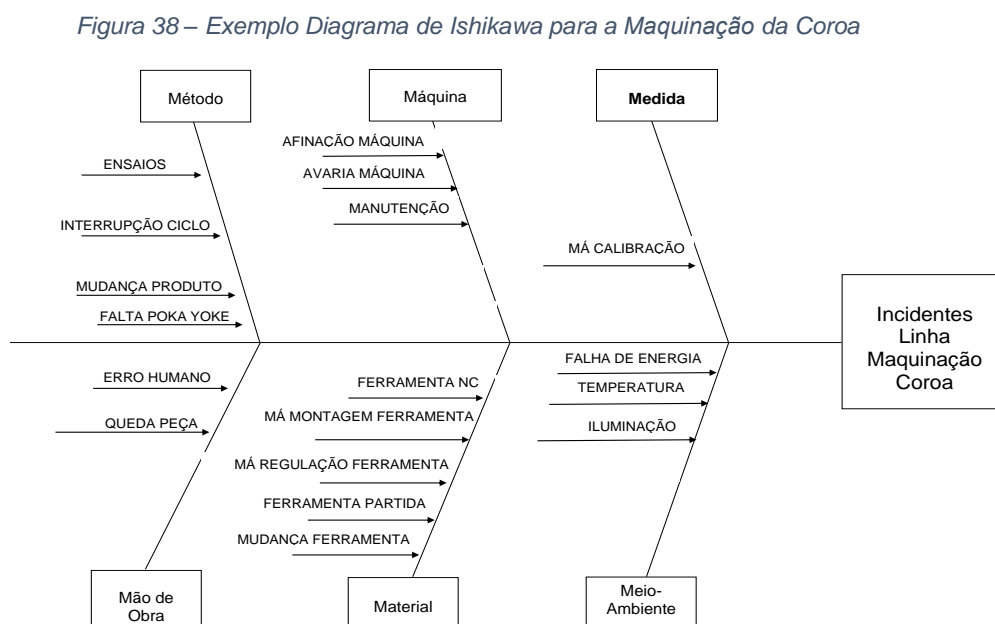 Figura 38 – Exemplo Diagrama de Ishikawa para a Maquinação da Coroa
Método
Máquina
Medida
ENSAIOS
INTERRUPÇÃO CICLO
MUDANÇA PRODUTO
FALTA POKA YOKE
AFINAÇÃO MÁQUINA
AVARIA MÁQUINA
MANUTENÇÃO
MÁ CALIBRAÇÃO
Incidentes
Linha
Maquinação
Coroa
ERRO HUMANO
QUEDA PEÇA
FERRAMENTA NC
MÁ MONTAGEM FERRAMENTA
MÁ REGULAÇÃO FERRAMENTA
FERRAMENTA PARTIDA
MUDANÇA FERRAMENTA
FALHA DE ENERGIA
TEMPERATURA
ILUMINAÇÃO
Mão de
Obra
Material
Meio-
Ambiente